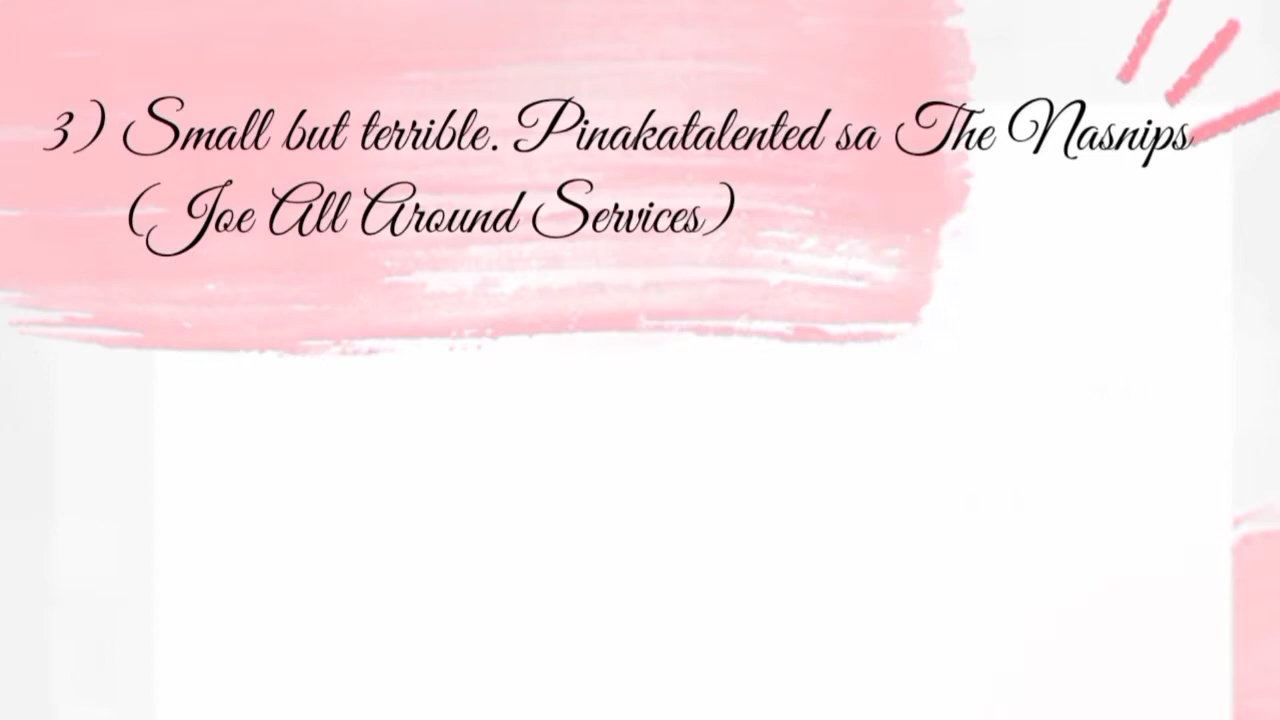 3) Small but terrible. Pinakatalented sa The Nasnips
(Joe All Around Services)